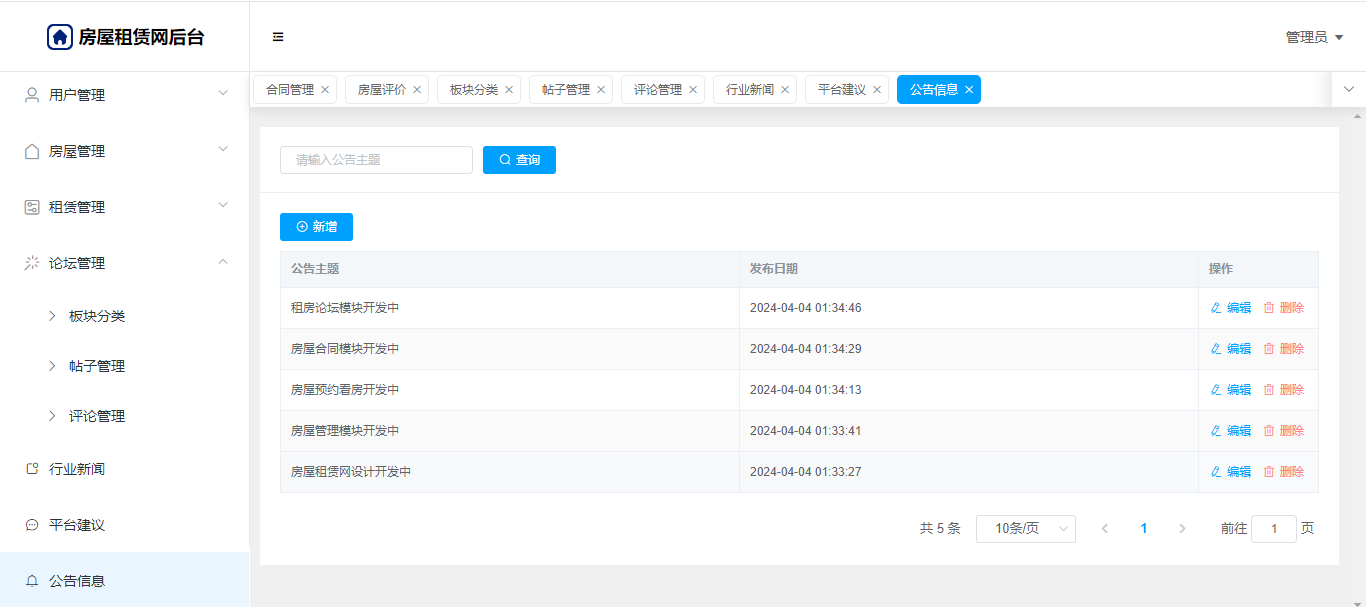 房屋租赁网后台
管理员
用户管理
房屋管理
租赁管理
论坛管理
板块分类
帖子管理
评论管理
行业新闻
平台建议
公告信息
合同管理 房屋评价 板块分类 帖子管理 评论管理 行业新闻 平台建议 公告信息
请输入公告主题 查询
新增
公告主题 发布日期 操作
租房论坛模块开发中 2024-04-04 01:34:46 编辑 删除
房屋合同模块开发中 2024-04-04 01:34:29 编辑 删除
房屋预约看房开发中 2024-04-04 01:34:13 编辑 删除
房屋管理模块开发中 2024-04-04 01:33:41 编辑 删除
房屋租赁网设计开发中 2024-04-04 01:33:27 编辑 删除
共 5 条 10条/页 1 前往 1 页